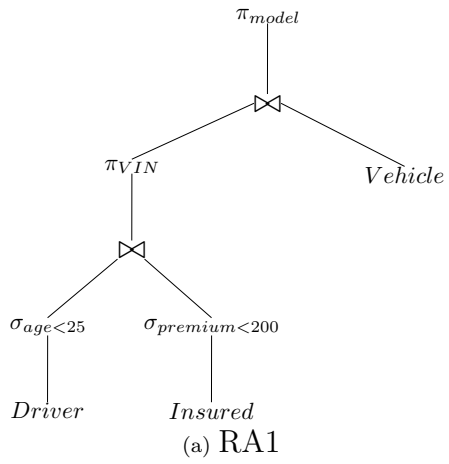 π_model
⋈
π_VIN
Vehicle
⋈
σ_age<25 σ_premium<200
Driver Insured
(a) RA1